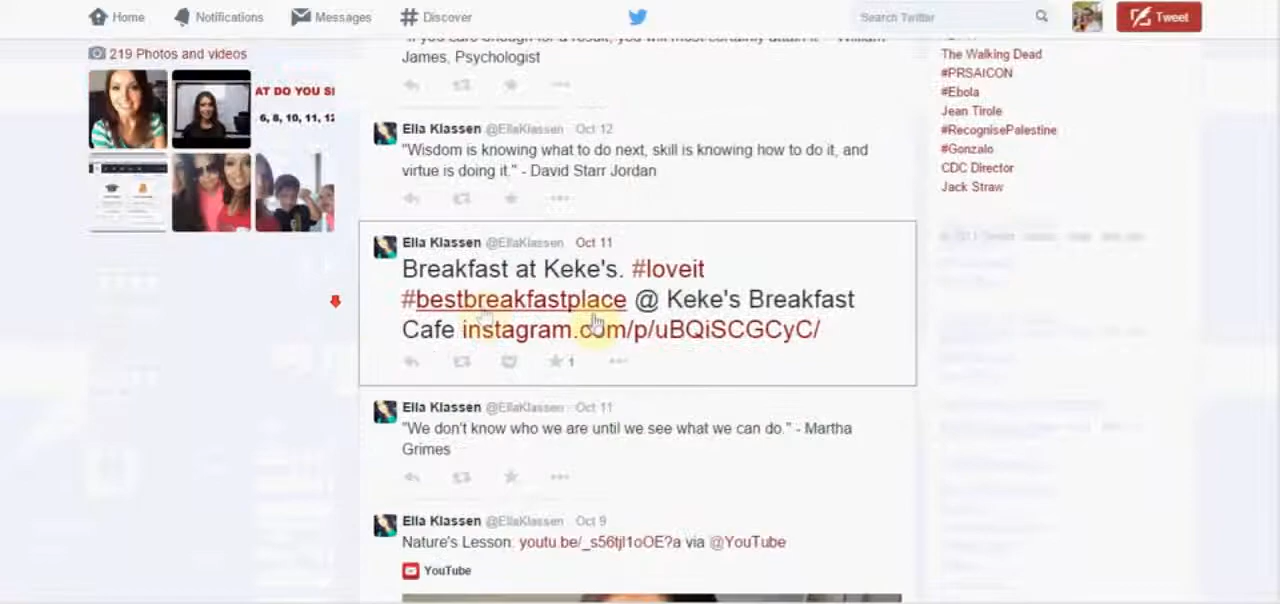 Home Notifications Messages # Discover Search Twitter Tweet
219 Photos and videos
AT DO YOU
6, 8, 10, 11, 12
James, Psychologist
Ella Klassen @EllaKlassen · Oct 12
"Wisdom is knowing what to do next, skill is knowing how to do it, and
virtue is doing it." - David Starr Jordan
Ella Klassen @EllaKlassen Oct 11
Breakfast at Keke's. #loveit
#bestbreakfastplace @ Keke's Breakfast
Cafe instagram.com/p/uBQiSCGCyC/
1
Ella Klassen @EllaKlassen · Oct 11
"We don't know who we are until we see what we can do." - Martha
Grimes
Ella Klassen @EllaKlassen · Oct 9
Nature's Lesson: youtu.be/_s56tjl1oOE?a via @YouTube
YouTube
The Walking Dead
#PRSAICON
#Ebola
Jean Tirole
#RecognisePalestine
#Gonzalo
CDC Director
Jack Straw